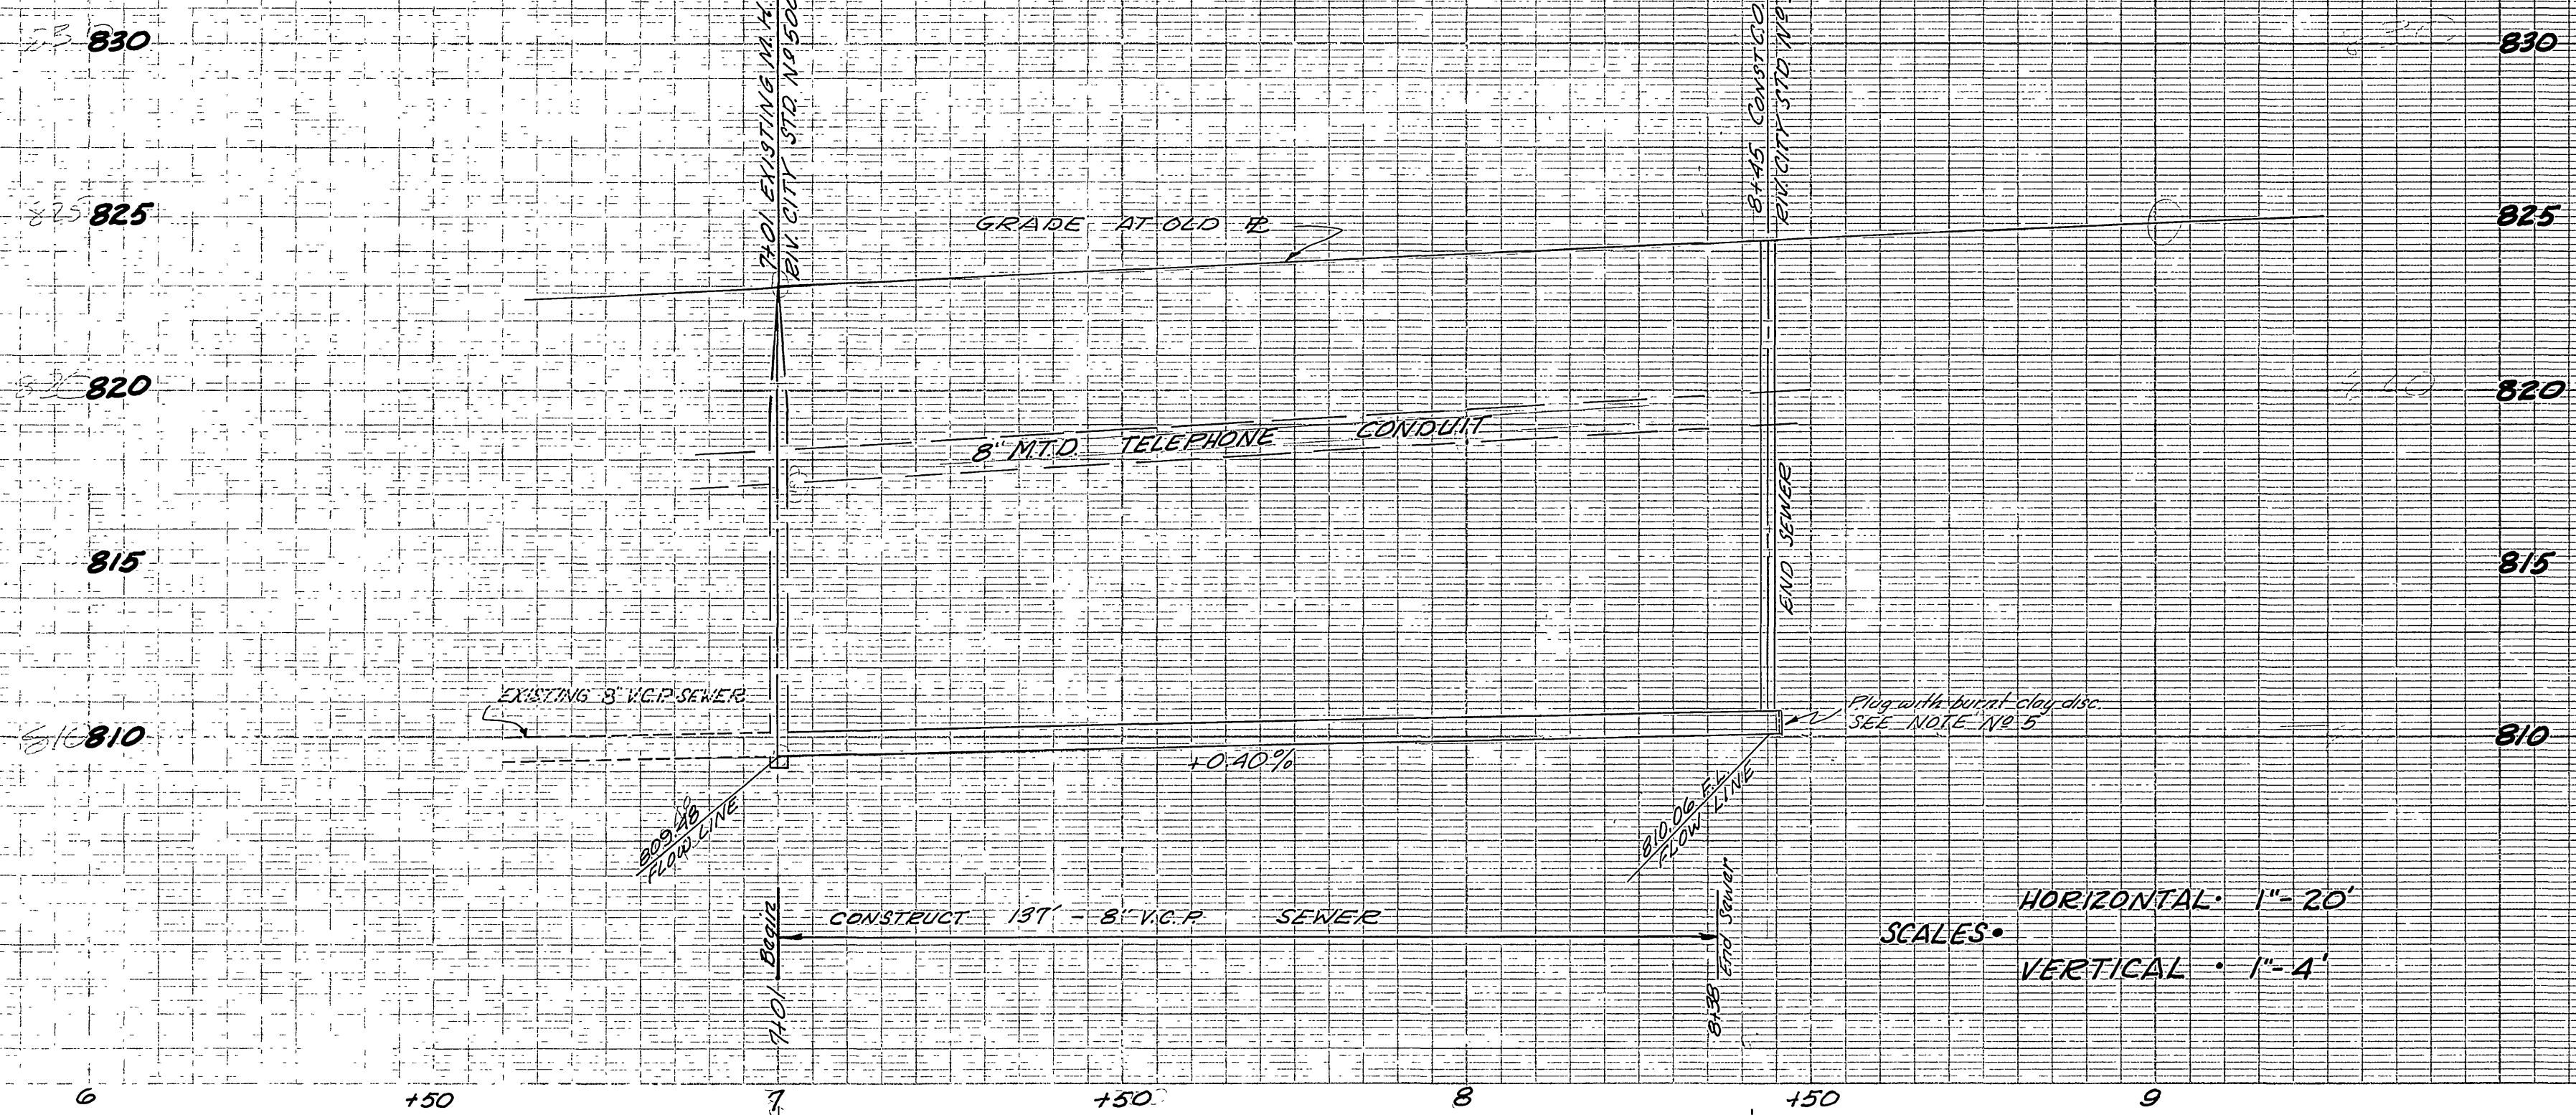 830
825
820
815
810
830
825
820
815
810
7+01 EXISTING M.H.
RIV. CITY STD. Nº 500
8+45 CONST C.O.
RIV. CITY STD Nº
GRADE AT OLD ⅊
8" M.T.D. TELEPHONE CONDUIT
END SEWER
EXISTING 8" V.C.P. SEWER
Plug with burnt clay disc.
SEE NOTE Nº 5
+0.40%
809.48
FLOW LINE
810.06 F.L.
FLOW LINE
7+01 Begin
CONSTRUCT 137' - 8" V.C.P. SEWER
8+38 End Sewer
SCALES•
HORIZONTAL• 1"-20'
VERTICAL • 1"-4'
6 +50 7 +50 8 +50 9